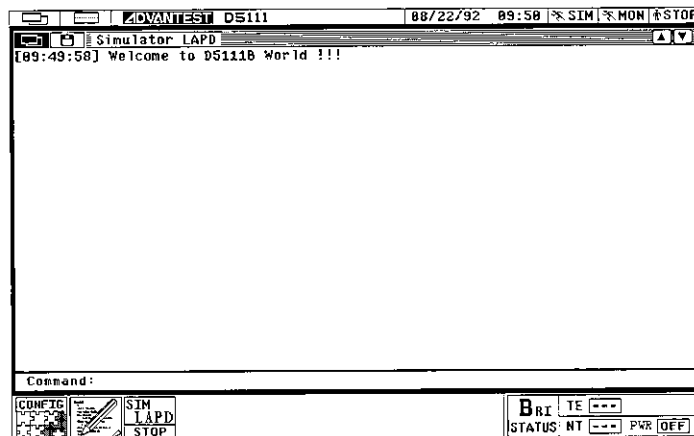 ADVANTEST D5111 08/22/92 09:50 SIM MON STOP
Simulator LAPD
[09:49:58] Welcome to D5111B World !!!
Command:
CONFIG
SIM
LAPD
STOP
BRI
STATUS
TE ---
NT --- PWR OFF